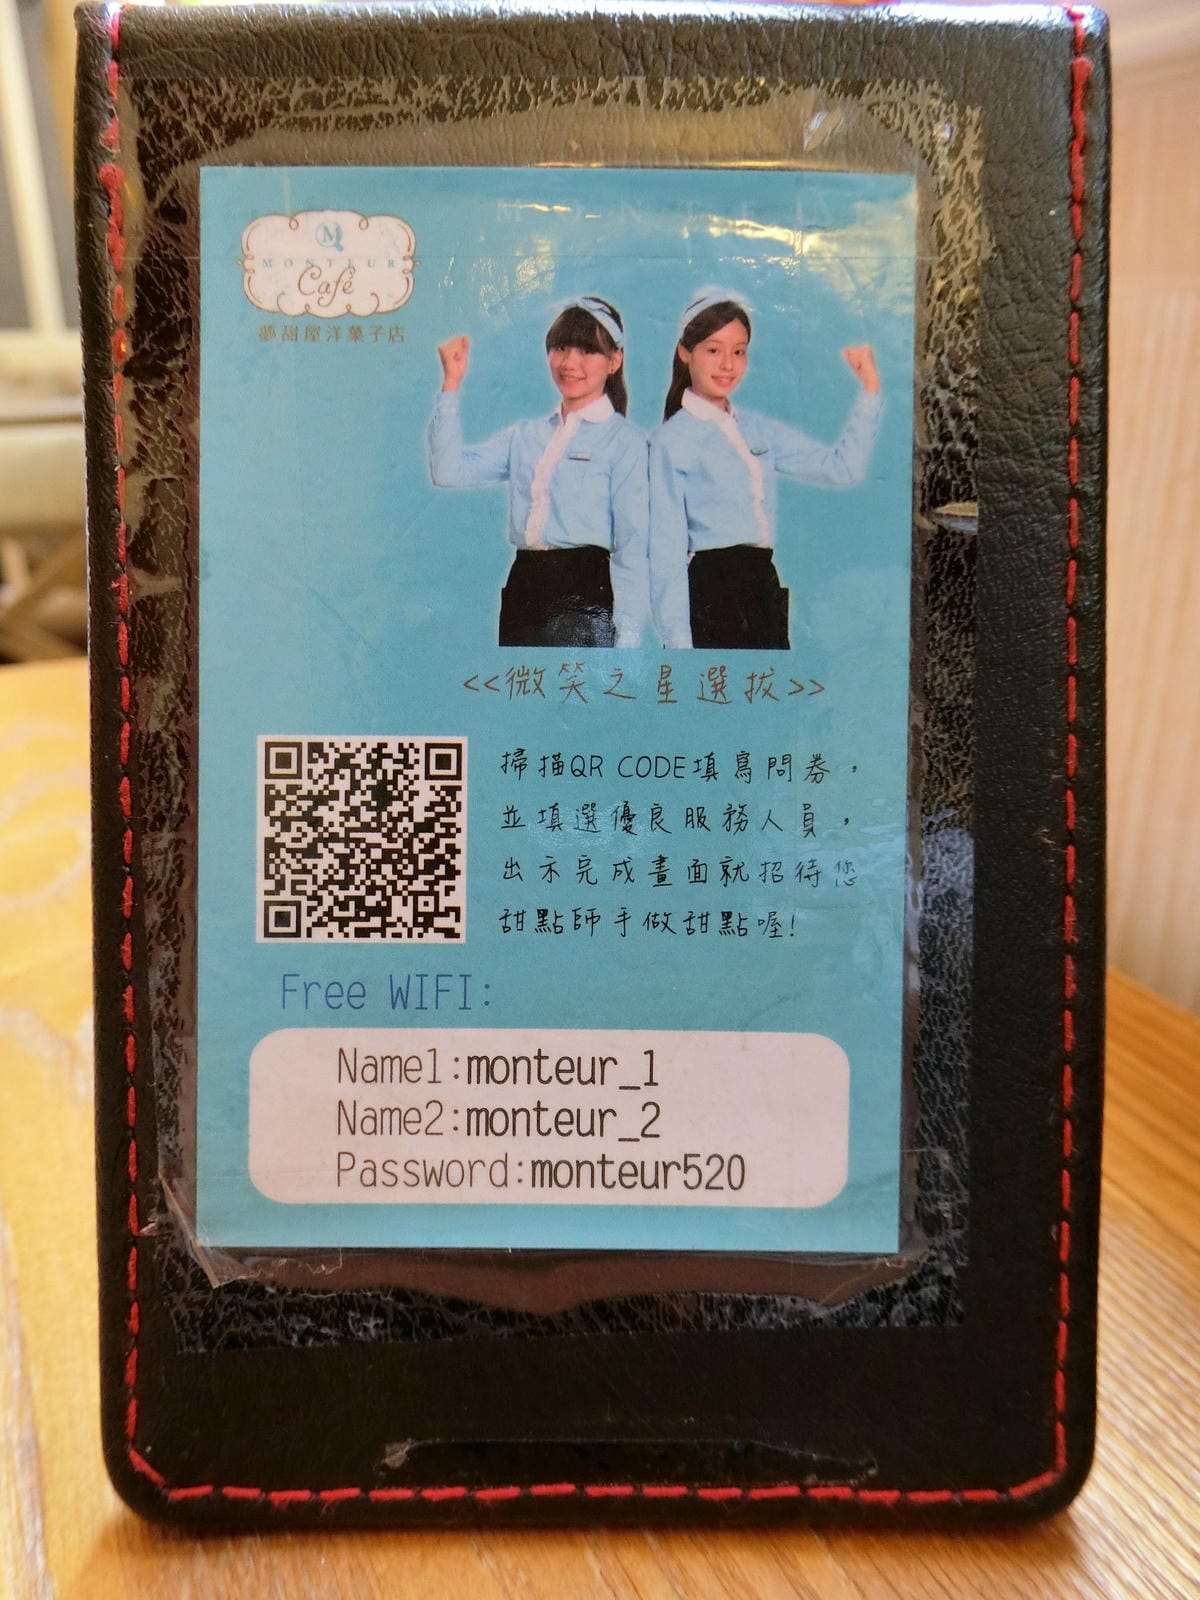 M
MONTEUR
Café
夢甜屋洋菓子店
<<微笑之星選拔>>
掃描QR CODE填寫問券，
並填選優良服務人員，
出示完成畫面就招待您
甜點師手做甜點喔!
Free WIFI:
Name1:monteur_1
Name2:monteur_2
Password:monteur520